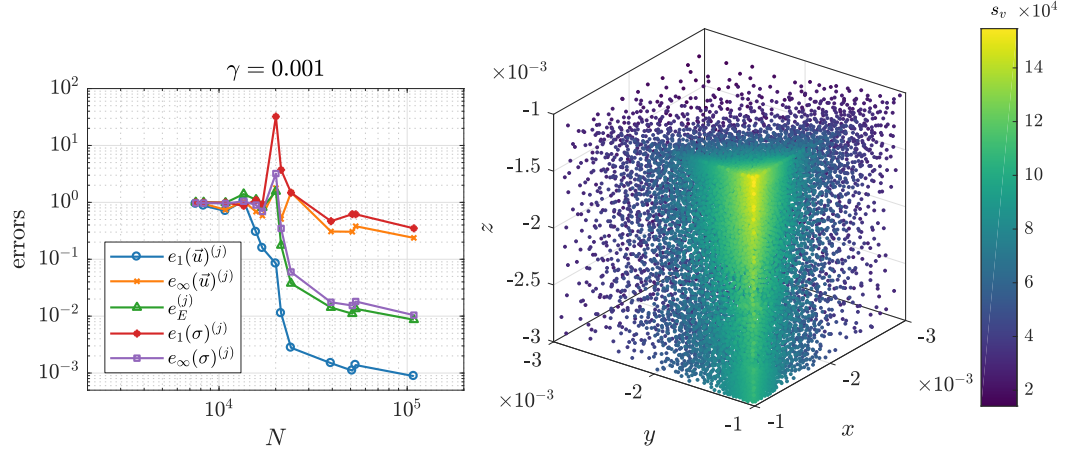 γ = 0.001
errors
10^2
10^1
10^0
10^{-1}
10^{-2}
10^{-3}
e_1(\vec{u})^{(j)}
e_∞(\vec{u})^{(j)}
e_E^{(j)}
e_1(σ)^{(j)}
e_∞(σ)^{(j)}
10^4
10^5
N
×10^{-3}
z
-1
-1.5
-2
-2.5
-3
-3
-2
-1
×10^{-3}
y
-1
-2
-3
×10^{-3}
x
s_v ×10^4
14
12
10
8
6
4
2